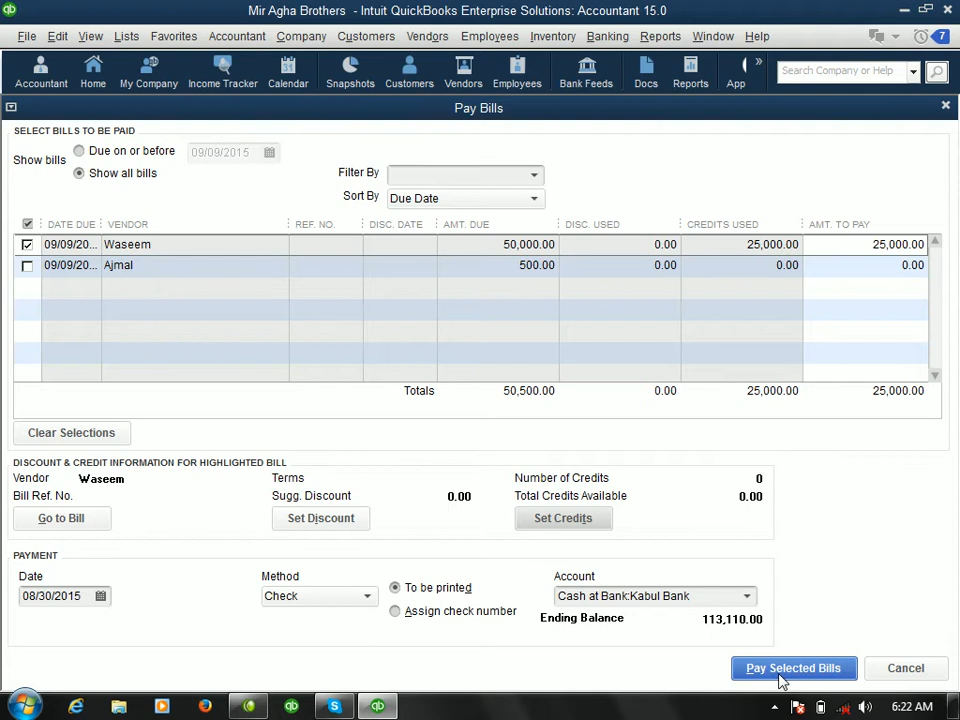 Mir Agha Brothers - Intuit QuickBooks Enterprise Solutions: Accountant 15.0
File Edit View Lists Favorites Accountant Company Customers Vendors Employees Inventory Banking Reports Window Help 7
Accountant Home My Company Income Tracker Calendar Snapshots Customers Vendors Employees Bank Feeds Docs Reports App » Search Company or Help
Pay Bills
SELECT BILLS TO BE PAID
Show bills Due on or before 09/09/2015
Show all bills
Filter By
Sort By Due Date
DATE DUE VENDOR REF. NO. DISC. DATE AMT. DUE DISC. USED CREDITS USED AMT. TO PAY
09/09/20... Waseem 50,000.00 0.00 25,000.00 25,000.00
09/09/20... Ajmal 500.00 0.00 0.00 0.00
Totals 50,500.00 0.00 25,000.00 25,000.00
Clear Selections
DISCOUNT & CREDIT INFORMATION FOR HIGHLIGHTED BILL
Vendor Waseem Terms Number of Credits 0
Bill Ref. No. Sugg. Discount 0.00 Total Credits Available 0.00
Go to Bill Set Discount Set Credits
PAYMENT
Date Method To be printed Account
08/30/2015 Check Assign check number Cash at Bank:Kabul Bank
Ending Balance 113,110.00
Pay Selected Bills Cancel
6:22 AM